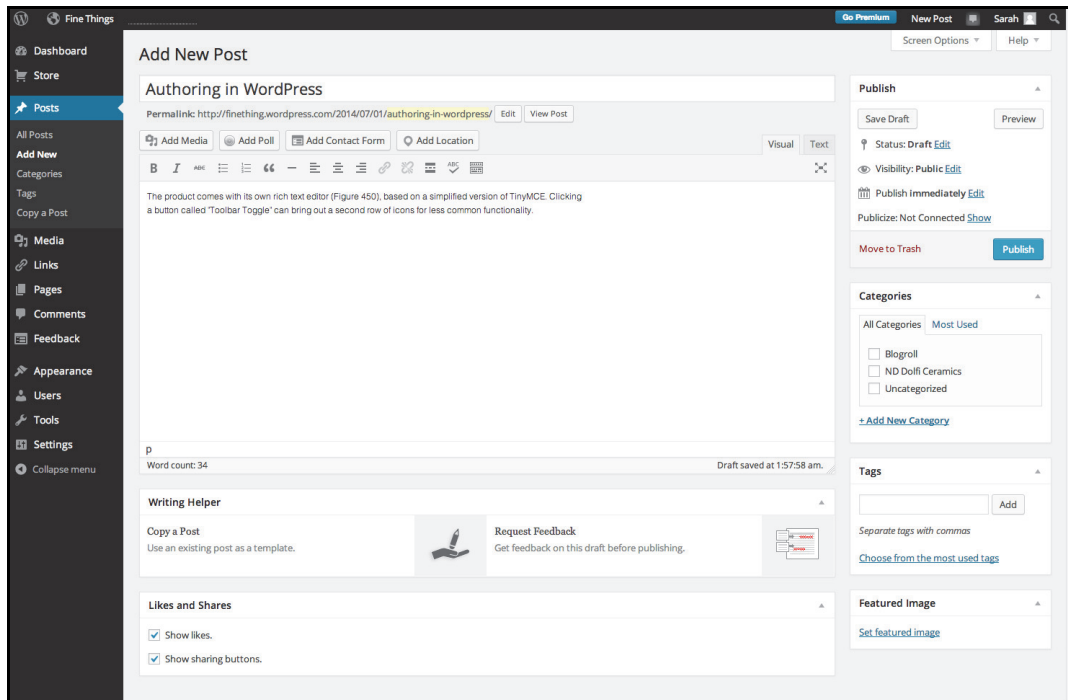 Fine Things
Go Premium
New Post
Sarah
Dashboard
Store
Posts
All Posts
Add New
Categories
Tags
Copy a Post
Media
Links
Pages
Comments
Feedback
Appearance
Users
Tools
Settings
Collapse menu
Screen Options
Help
Add New Post
Authoring in WordPress
Permalink: http://finething.wordpress.com/2014/07/01/authoring-in-wordpress/ Edit View Post
Add Media Add Poll Add Contact Form Add Location
Visual Text
B I ABC ABC
The product comes with its own rich text editor (Figure 450), based on a simplified version of TinyMCE. Clicking
a button called 'Toolbar Toggle' can bring out a second row of icons for less common functionality.
p
Word count: 34
Draft saved at 1:57:58 am.
Writing Helper
Copy a Post
Use an existing post as a template.
Request Feedback
Get feedback on this draft before publishing.
Likes and Shares
Show likes.
Show sharing buttons.
Publish
Save Draft
Preview
Status: Draft Edit
Visibility: Public Edit
Publish immediately Edit
Publicize: Not Connected Show
Move to Trash
Publish
Categories
All Categories Most Used
Blogroll
ND Dolfi Ceramics
Uncategorized
+ Add New Category
Tags
Add
Separate tags with commas
Choose from the most used tags
Featured Image
Set featured image